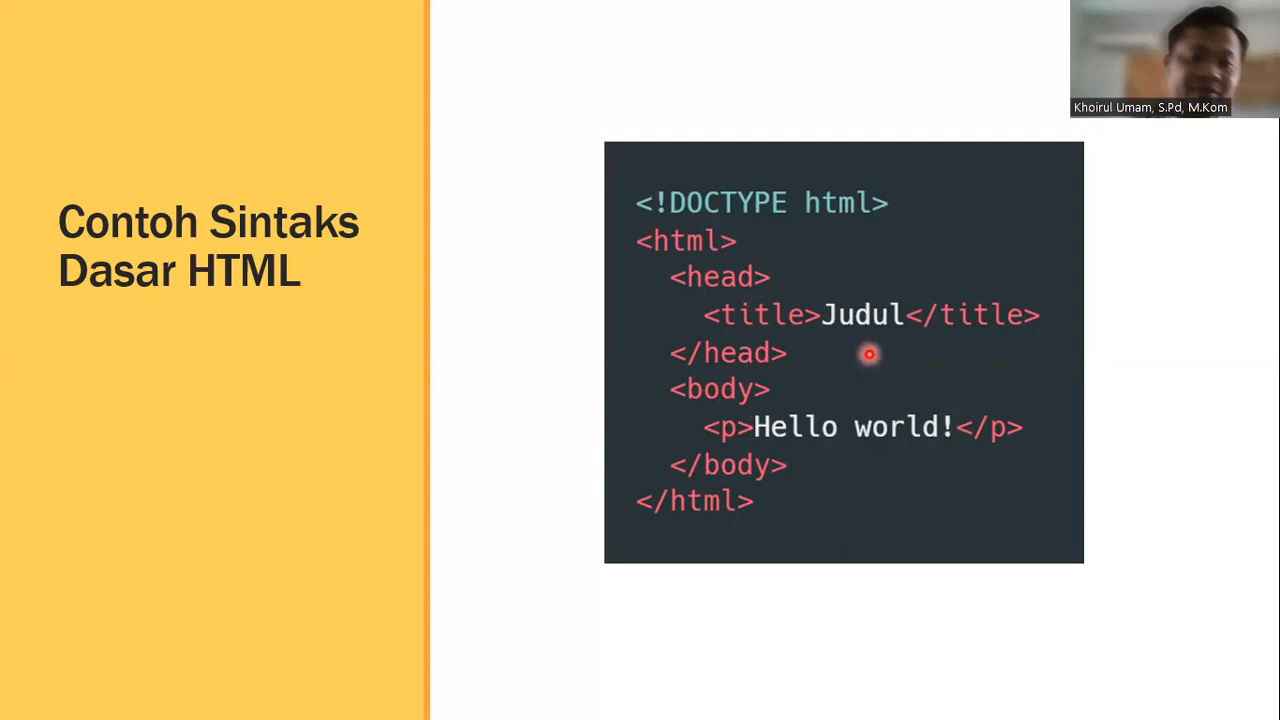 Khoirul Umam, S.Pd, M.Kom
Contoh Sintaks
Dasar HTML
<!DOCTYPE html>
<html>
  <head>
    <title>Judul</title>
  </head>
  <body>
    <p>Hello world!</p>
  </body>
</html>